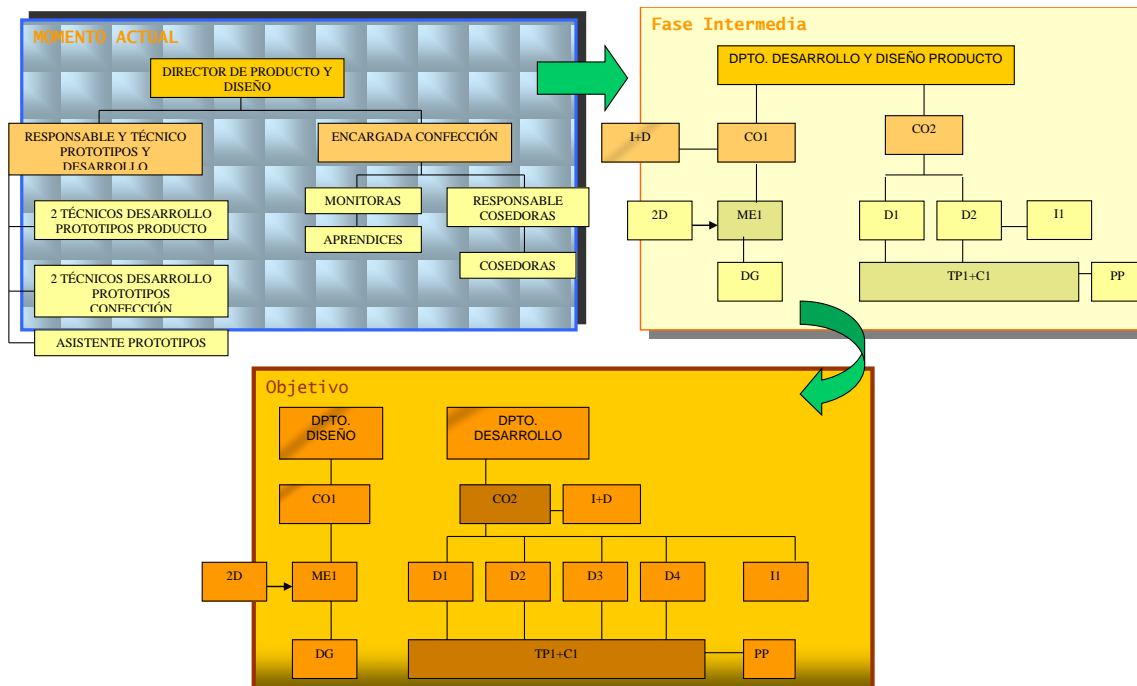 MOMENTO ACTUAL
DIRECTOR DE PRODUCTO Y
DISEÑO
RESPONSABLE Y TÉCNICO
PROTOTIPOS Y
DESARROLLO
ENCARGADA CONFECCIÓN
2 TÉCNICOS DESARROLLO
PROTOTIPOS PRODUCTO
MONITORAS
RESPONSABLE
COSEDORAS
APRENDICES
COSEDORAS
2 TÉCNICOS DESARROLLO
PROTOTIPOS
CONFECCIÓN
ASISTENTE PROTOTIPOS
Fase Intermedia
DPTO. DESARROLLO Y DISEÑO PRODUCTO
I+D
CO1
CO2
2D
ME1
D1
D2
I1
DG
TP1+C1
PP
Objetivo
DPTO.
DISEÑO
DPTO.
DESARROLLO
CO1
CO2
I+D
2D
ME1
D1
D2
D3
D4
I1
DG
TP1+C1
PP